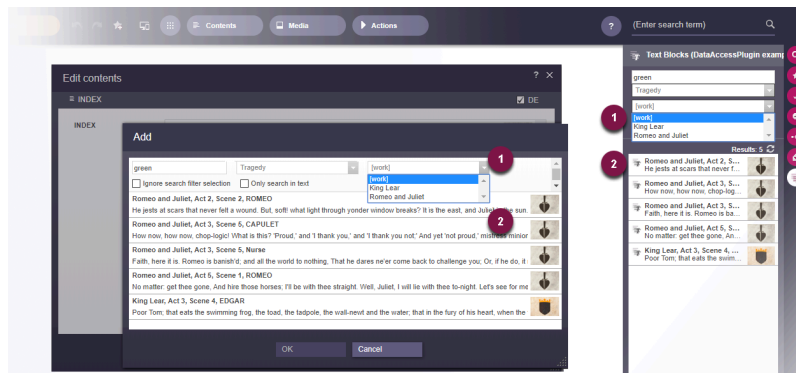 Contents
Media
Actions
?
(Enter search term)
Edit contents
? ×
INDEX
DE
INDEX
Add
green
Tragedy
[work]
1
Ignore search filter selection
Only search in text
[work]
King Lear
Romeo and Juliet
2
Romeo and Juliet, Act 2, Scene 2, ROMEO
He jests at scars that never felt a wound. But, soft! what light through yonder window breaks? It is the east, and Juliet is the sun.
Romeo and Juliet, Act 3, Scene 5, CAPULET
How now, how now, chop-logic! What is this? 'Proud,' and 'I thank you,' and 'I thank you not;' And yet 'not proud,' mistress minion
Romeo and Juliet, Act 3, Scene 5, Nurse
Faith, here it is. Romeo is banish'd; and all the world to nothing, That he dares ne'er come back to challenge you; Or, if he do, it
Romeo and Juliet, Act 5, Scene 1, ROMEO
No matter: get thee gone, And hire those horses; I'll be with thee straight. Well, Juliet, I will lie with thee to-night. Let's see for me
King Lear, Act 3, Scene 4, EDGAR
Poor Tom; that eats the swimming frog, the toad, the tadpole, the wall-newt and the water; that in the fury of his heart, when the
OK
Cancel
Text Blocks (DataAccessPlugin examp
green
Tragedy
[work]
1
[work]
King Lear
Romeo and Juliet
Results: 5
2
Romeo and Juliet, Act 2, S...
He jests at scars that never f...
Romeo and Juliet, Act 3, S...
How now, how now, chop-log...
Romeo and Juliet, Act 3, S...
Faith, here it is. Romeo is ba...
Romeo and Juliet, Act 5, S...
No matter: get thee gone, An...
King Lear, Act 3, Scene 4, ...
Poor Tom; that eats the swim...